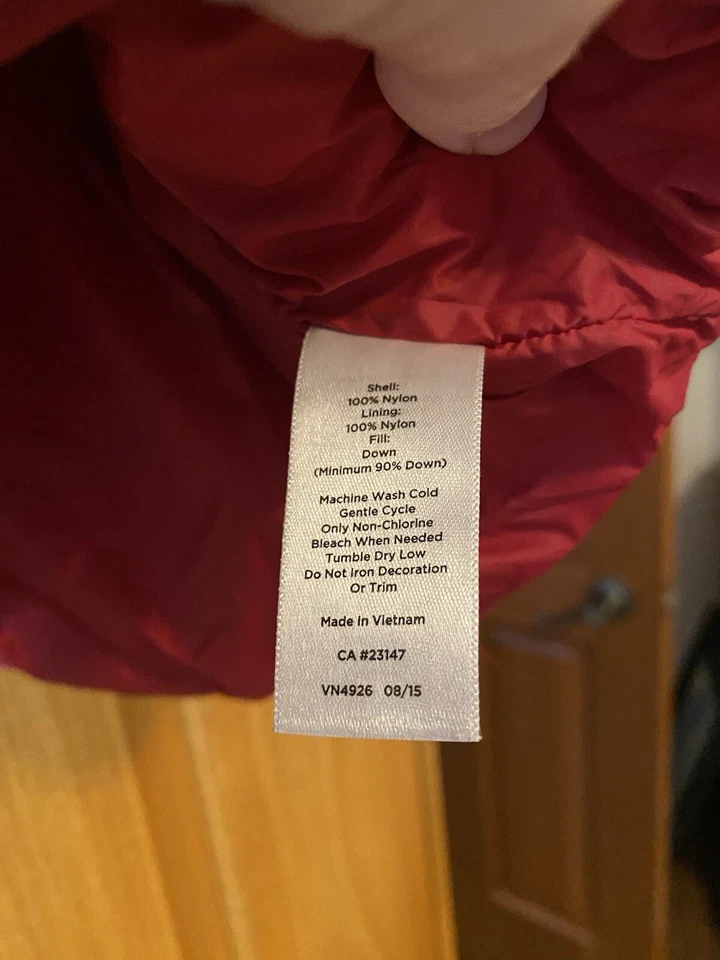 Shell:
100% Nylon
Lining:
100% Nylon
Fill:
Down
(Minimum 90% Down)
Machine Wash Cold
Gentle Cycle
Only Non-Chlorine
Bleach When Needed
Tumble Dry Low
Do Not Iron Decoration
Or Trim
Made in Vietnam
CA #23147
VN4926 08/15